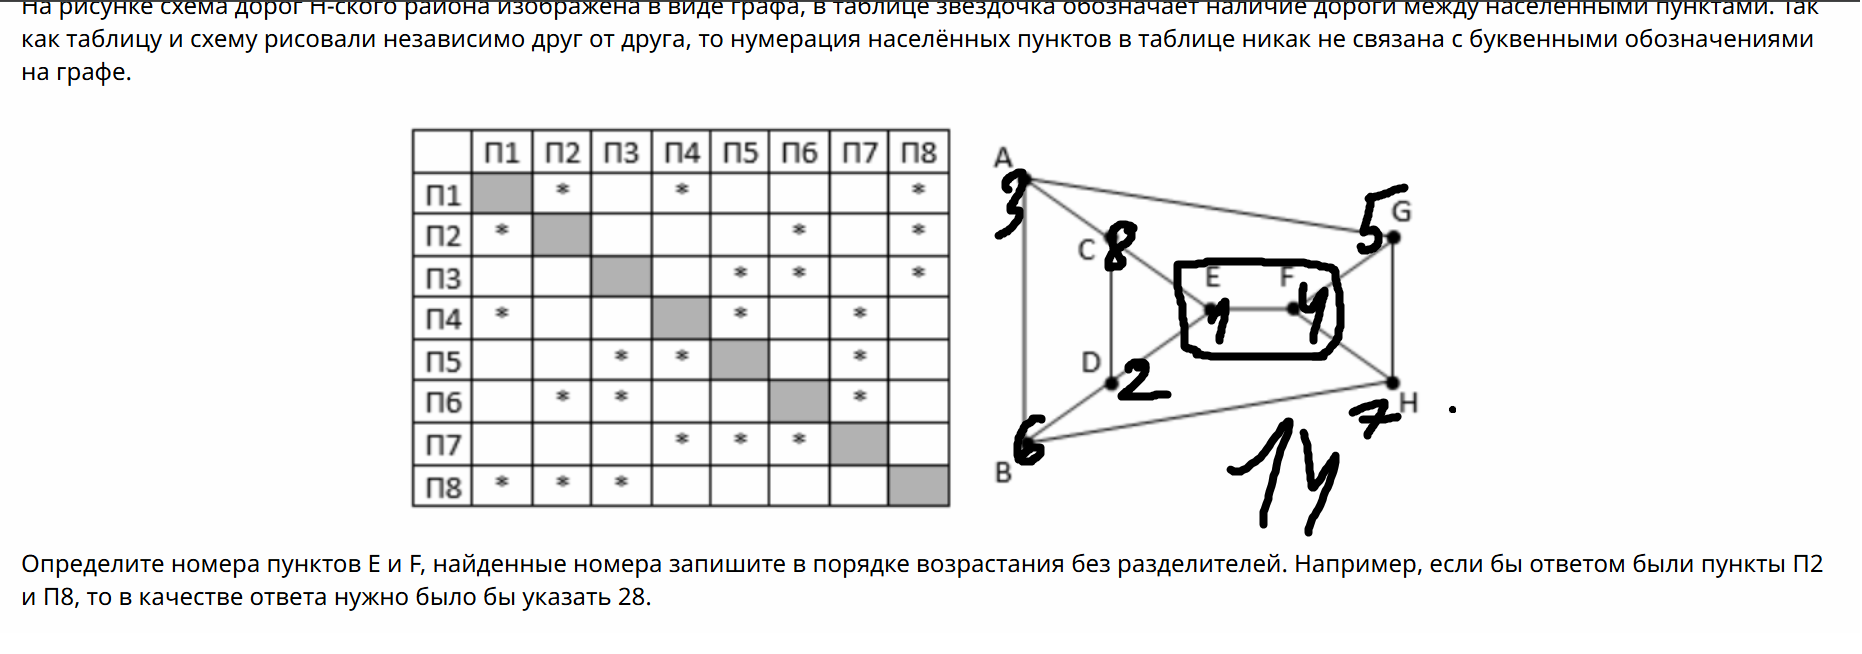 на рисунке схема дорог Н-ского района изображена в виде графа, в таблице звёздочка обозначает наличие дороги между населёнными пунктами. Так
как таблицу и схему рисовали независимо друг от друга, то нумерация населённых пунктов в таблице никак не связана с буквенными обозначениями
на графе.
П1 П2 П3 П4 П5 П6 П7 П8
П1 * * *
П2 * * *
П3 * * *
П4 * * *
П5 * * *
П6 * * *
П7 * * *
П8 * * *
A
3
5 G
C 8
E F
1 4
D 2
7 H
B 6
14
Определите номера пунктов E и F, найденные номера запишите в порядке возрастания без разделителей. Например, если бы ответом были пункты П2
и П8, то в качестве ответа нужно было бы указать 28.